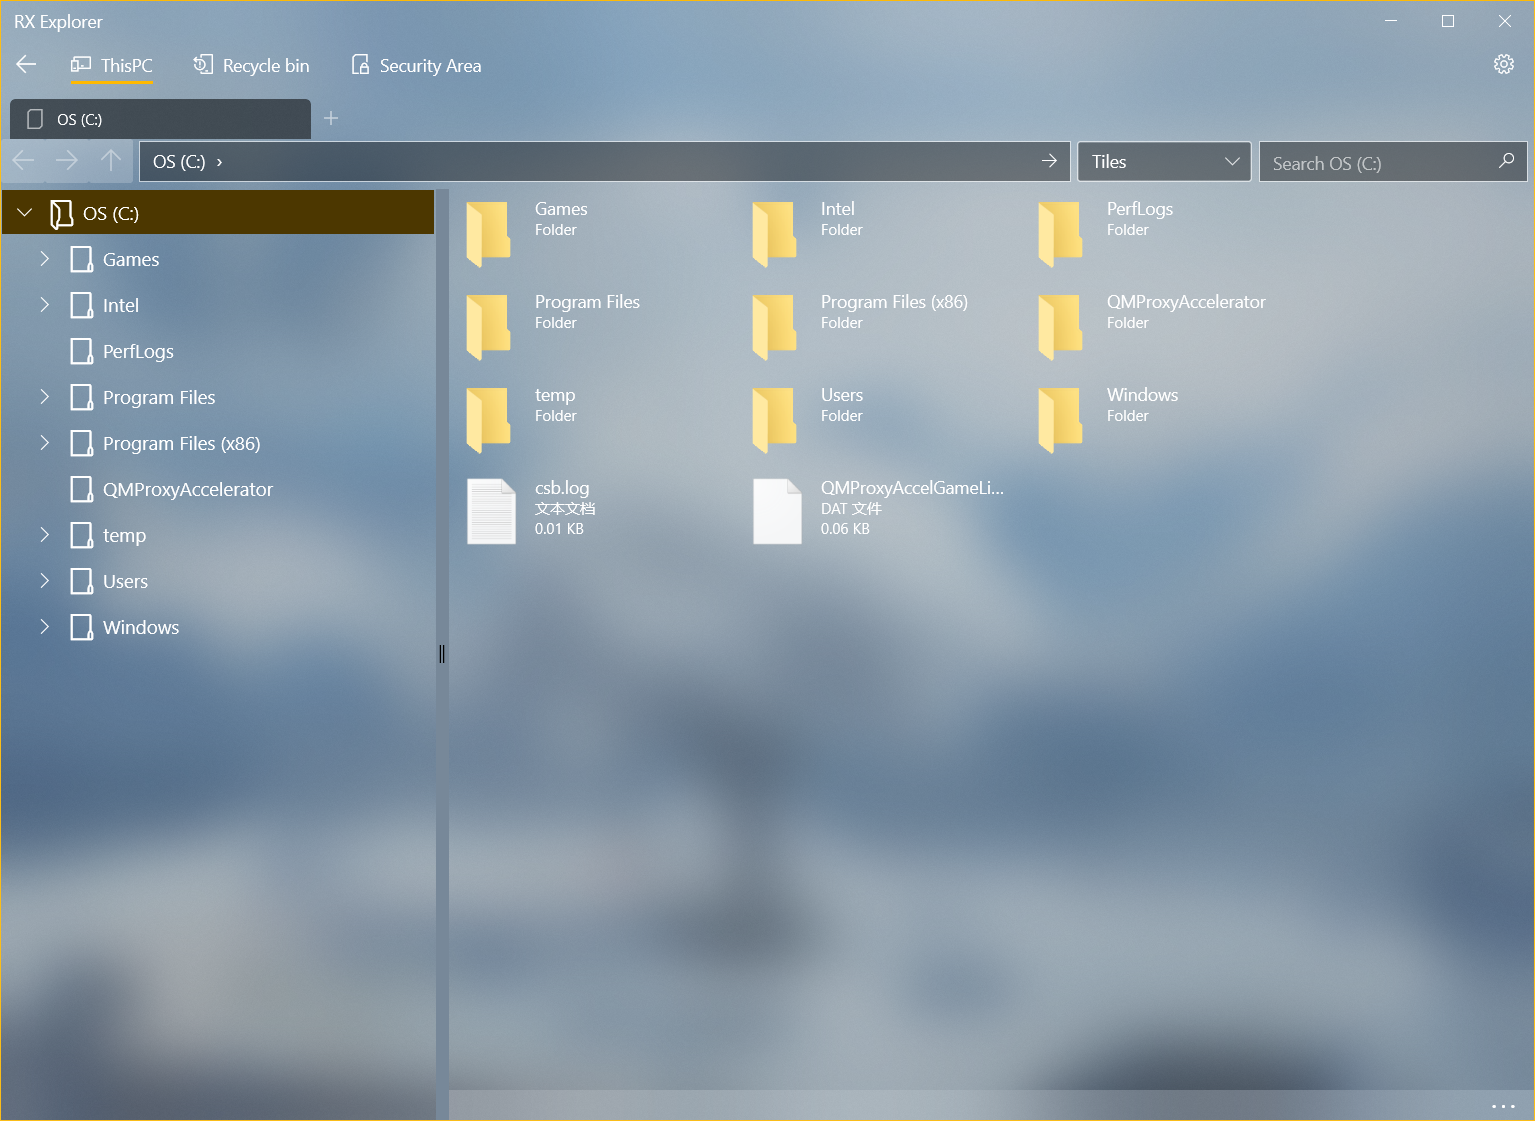 RX Explorer
ThisPC
Recycle bin
Security Area
OS (C:)
OS (C:) ›
Tiles
Search OS (C:)
OS (C:)
Games
Intel
PerfLogs
Program Files
Program Files (x86)
QMProxyAccelerator
temp
Users
Windows
Games
Folder
Intel
Folder
PerfLogs
Folder
Program Files
Folder
Program Files (x86)
Folder
QMProxyAccelerator
Folder
temp
Folder
Users
Folder
Windows
Folder
csb.log
文本文档
0.01 KB
QMProxyAccelGameLi...
DAT 文件
0.06 KB